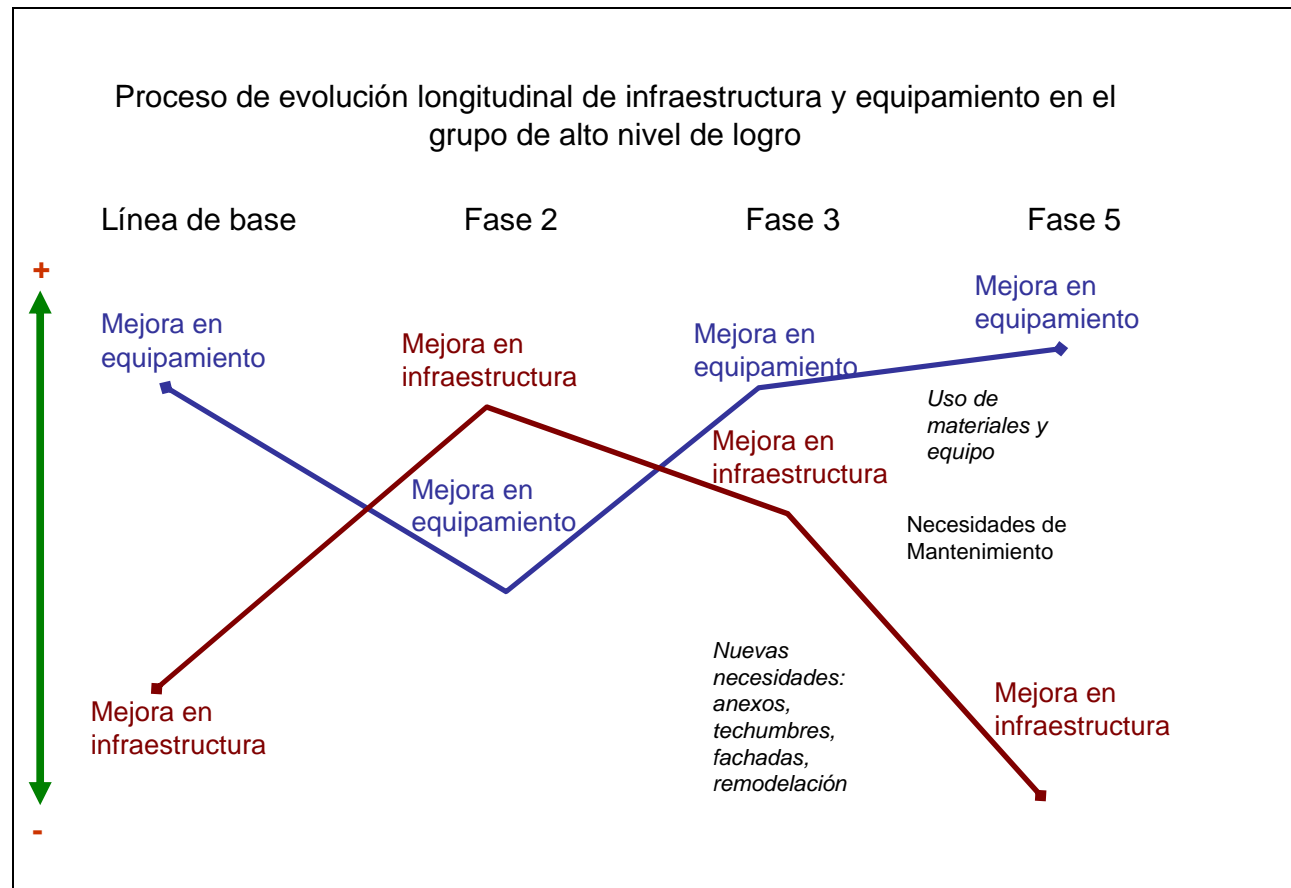 Proceso de evolución longitudinal de infraestructura y equipamiento en el
grupo de alto nivel de logro
Línea de base
Fase 2
Fase 3
Fase 5
+
Mejora en
equipamiento
Mejora en
infraestructura
Mejora en
equipamiento
Mejora en
equipamiento
Mejora en
equipamiento
Mejora en
infraestructura
Uso de
materiales y
equipo
Necesidades de
Mantenimiento
Mejora en
infraestructura
Nuevas
necesidades:
anexos,
techumbres,
fachadas,
remodelación
Mejora en
infraestructura
-